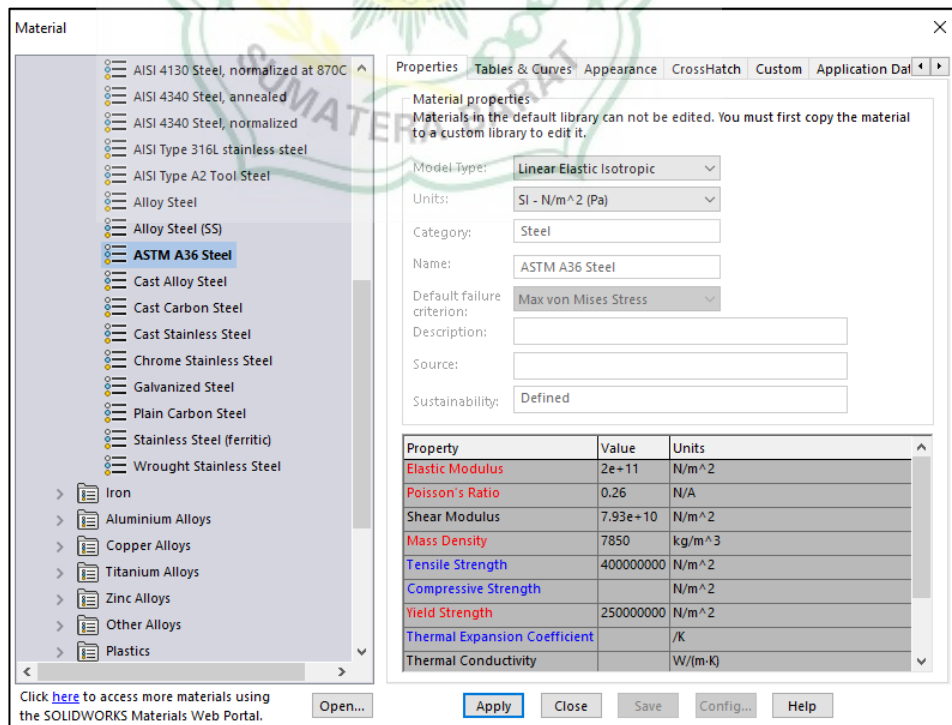 Material
SUMATERA BARAT
AISI 4130 Steel, normalized at 870C
AISI 4340 Steel, annealed
AISI 4340 Steel, normalized
AISI Type 316L stainless steel
AISI Type A2 Tool Steel
Alloy Steel
Alloy Steel (SS)
ASTM A36 Steel
Cast Alloy Steel
Cast Carbon Steel
Cast Stainless Steel
Chrome Stainless Steel
Galvanized Steel
Plain Carbon Steel
Stainless Steel (ferritic)
Wrought Stainless Steel
Iron
Aluminium Alloys
Copper Alloys
Titanium Alloys
Zinc Alloys
Other Alloys
Plastics
Click here to access more materials using
the SOLIDWORKS Materials Web Portal.
Open...
Properties Tables & Curves Appearance CrossHatch Custom Application Dat
Material properties
Materials in the default library can not be edited. You must first copy the material
to a custom library to edit it.
Model Type: Linear Elastic Isotropic
Units: SI - N/m^2 (Pa)
Category: Steel
Name: ASTM A36 Steel
Default failure
criterion: Max von Mises Stress
Description:
Source:
Sustainability: Defined
Property Value Units
Elastic Modulus 2e+11 N/m^2
Poisson's Ratio 0.26 N/A
Shear Modulus 7.93e+10 N/m^2
Mass Density 7850 kg/m^3
Tensile Strength 400000000 N/m^2
Compressive Strength N/m^2
Yield Strength 250000000 N/m^2
Thermal Expansion Coefficient /K
Thermal Conductivity W/(m·K)
Apply Close Save Config... Help